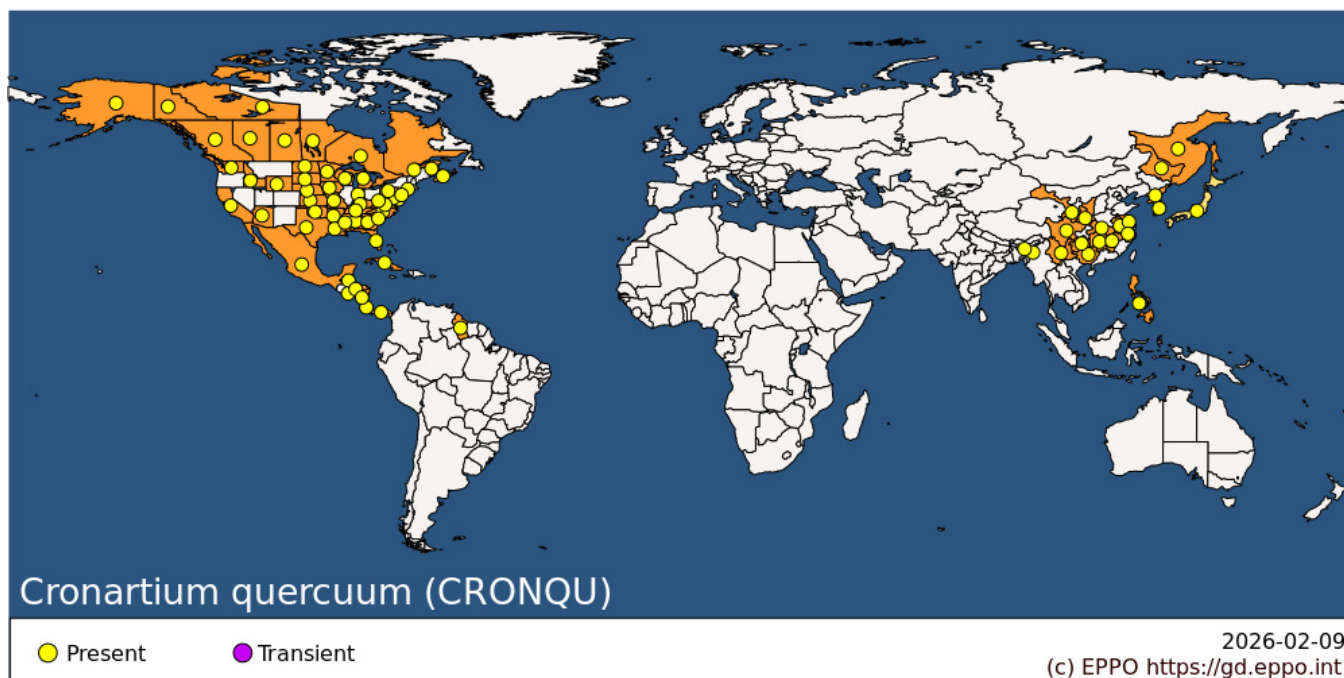 Cronartium quercuum (CRONQU)
Present
Transient
2026-02-09
(c) EPPO https://gd.eppo.int